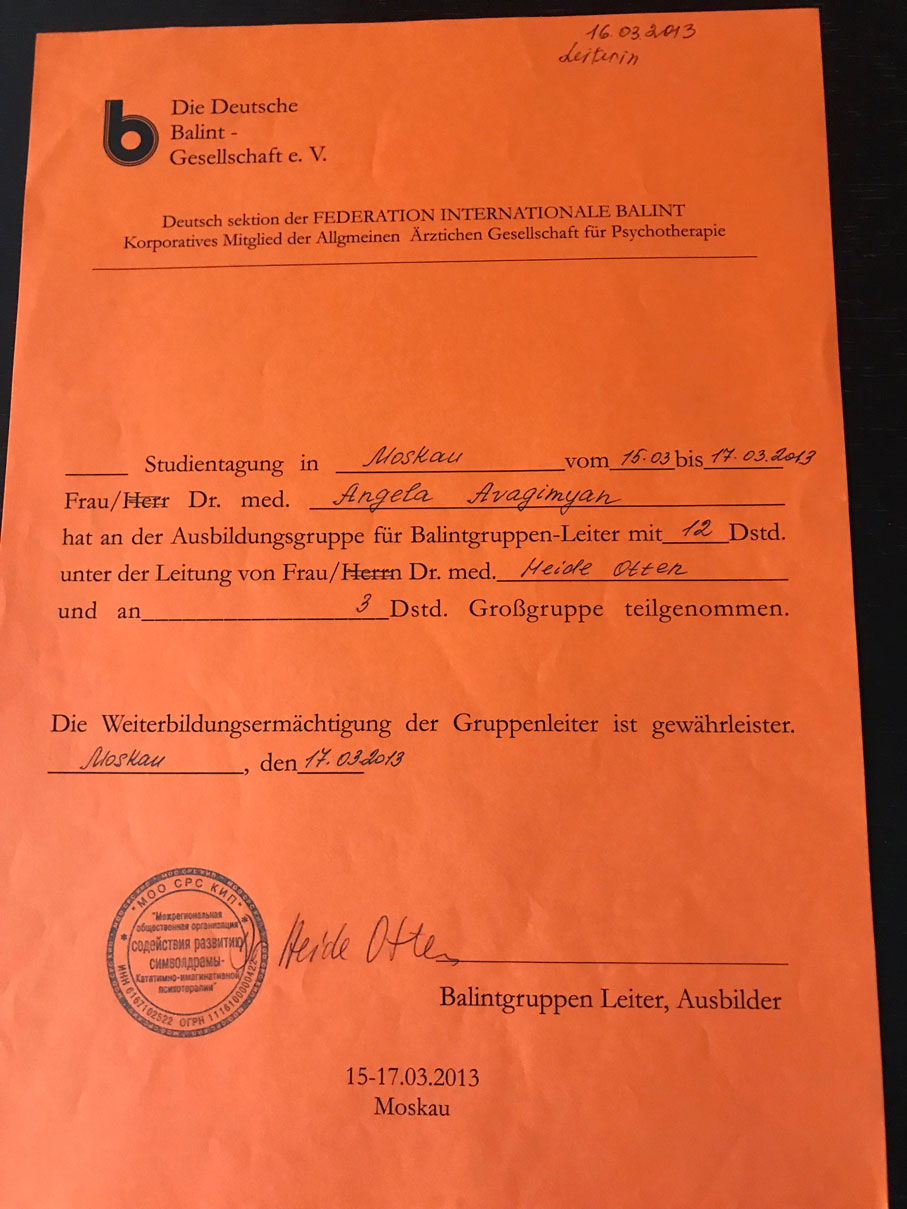 16.03.2013
Leiterin
Die Deutsche
Balint -
Gesellschaft e. V.
Deutsch sektion der FEDERATION INTERNATIONALE BALINT
Korporatives Mitglied der Allgmeinen Ärztichen Gesellschaft für Psychotherapie
_____ Studientagung in Moskau vom 15.03 bis 17.03.2013
Frau/Herr Dr. med. Angela Avagimyan
hat an der Ausbildungsgruppe für Balintgruppen-Leiter mit 12 Dstd.
unter der Leitung von Frau/Herrn Dr. med. Heide Otten
und an 3 Dstd. Großgruppe teilgenommen.
Die Weiterbildungsermächtigung der Gruppenleiter ist gewährleister.
Moskau, den 17.03.2013
* МОО СРС КИП *
"Межрегиональная
общественная организация
содействия развитию
символдрамы-
Кататимно-имагинативной
психотерапии"
ИНН 6167102522 ОГРН 1116100000422
Heide Otten
Balintgruppen Leiter, Ausbilder
15-17.03.2013
Moskau